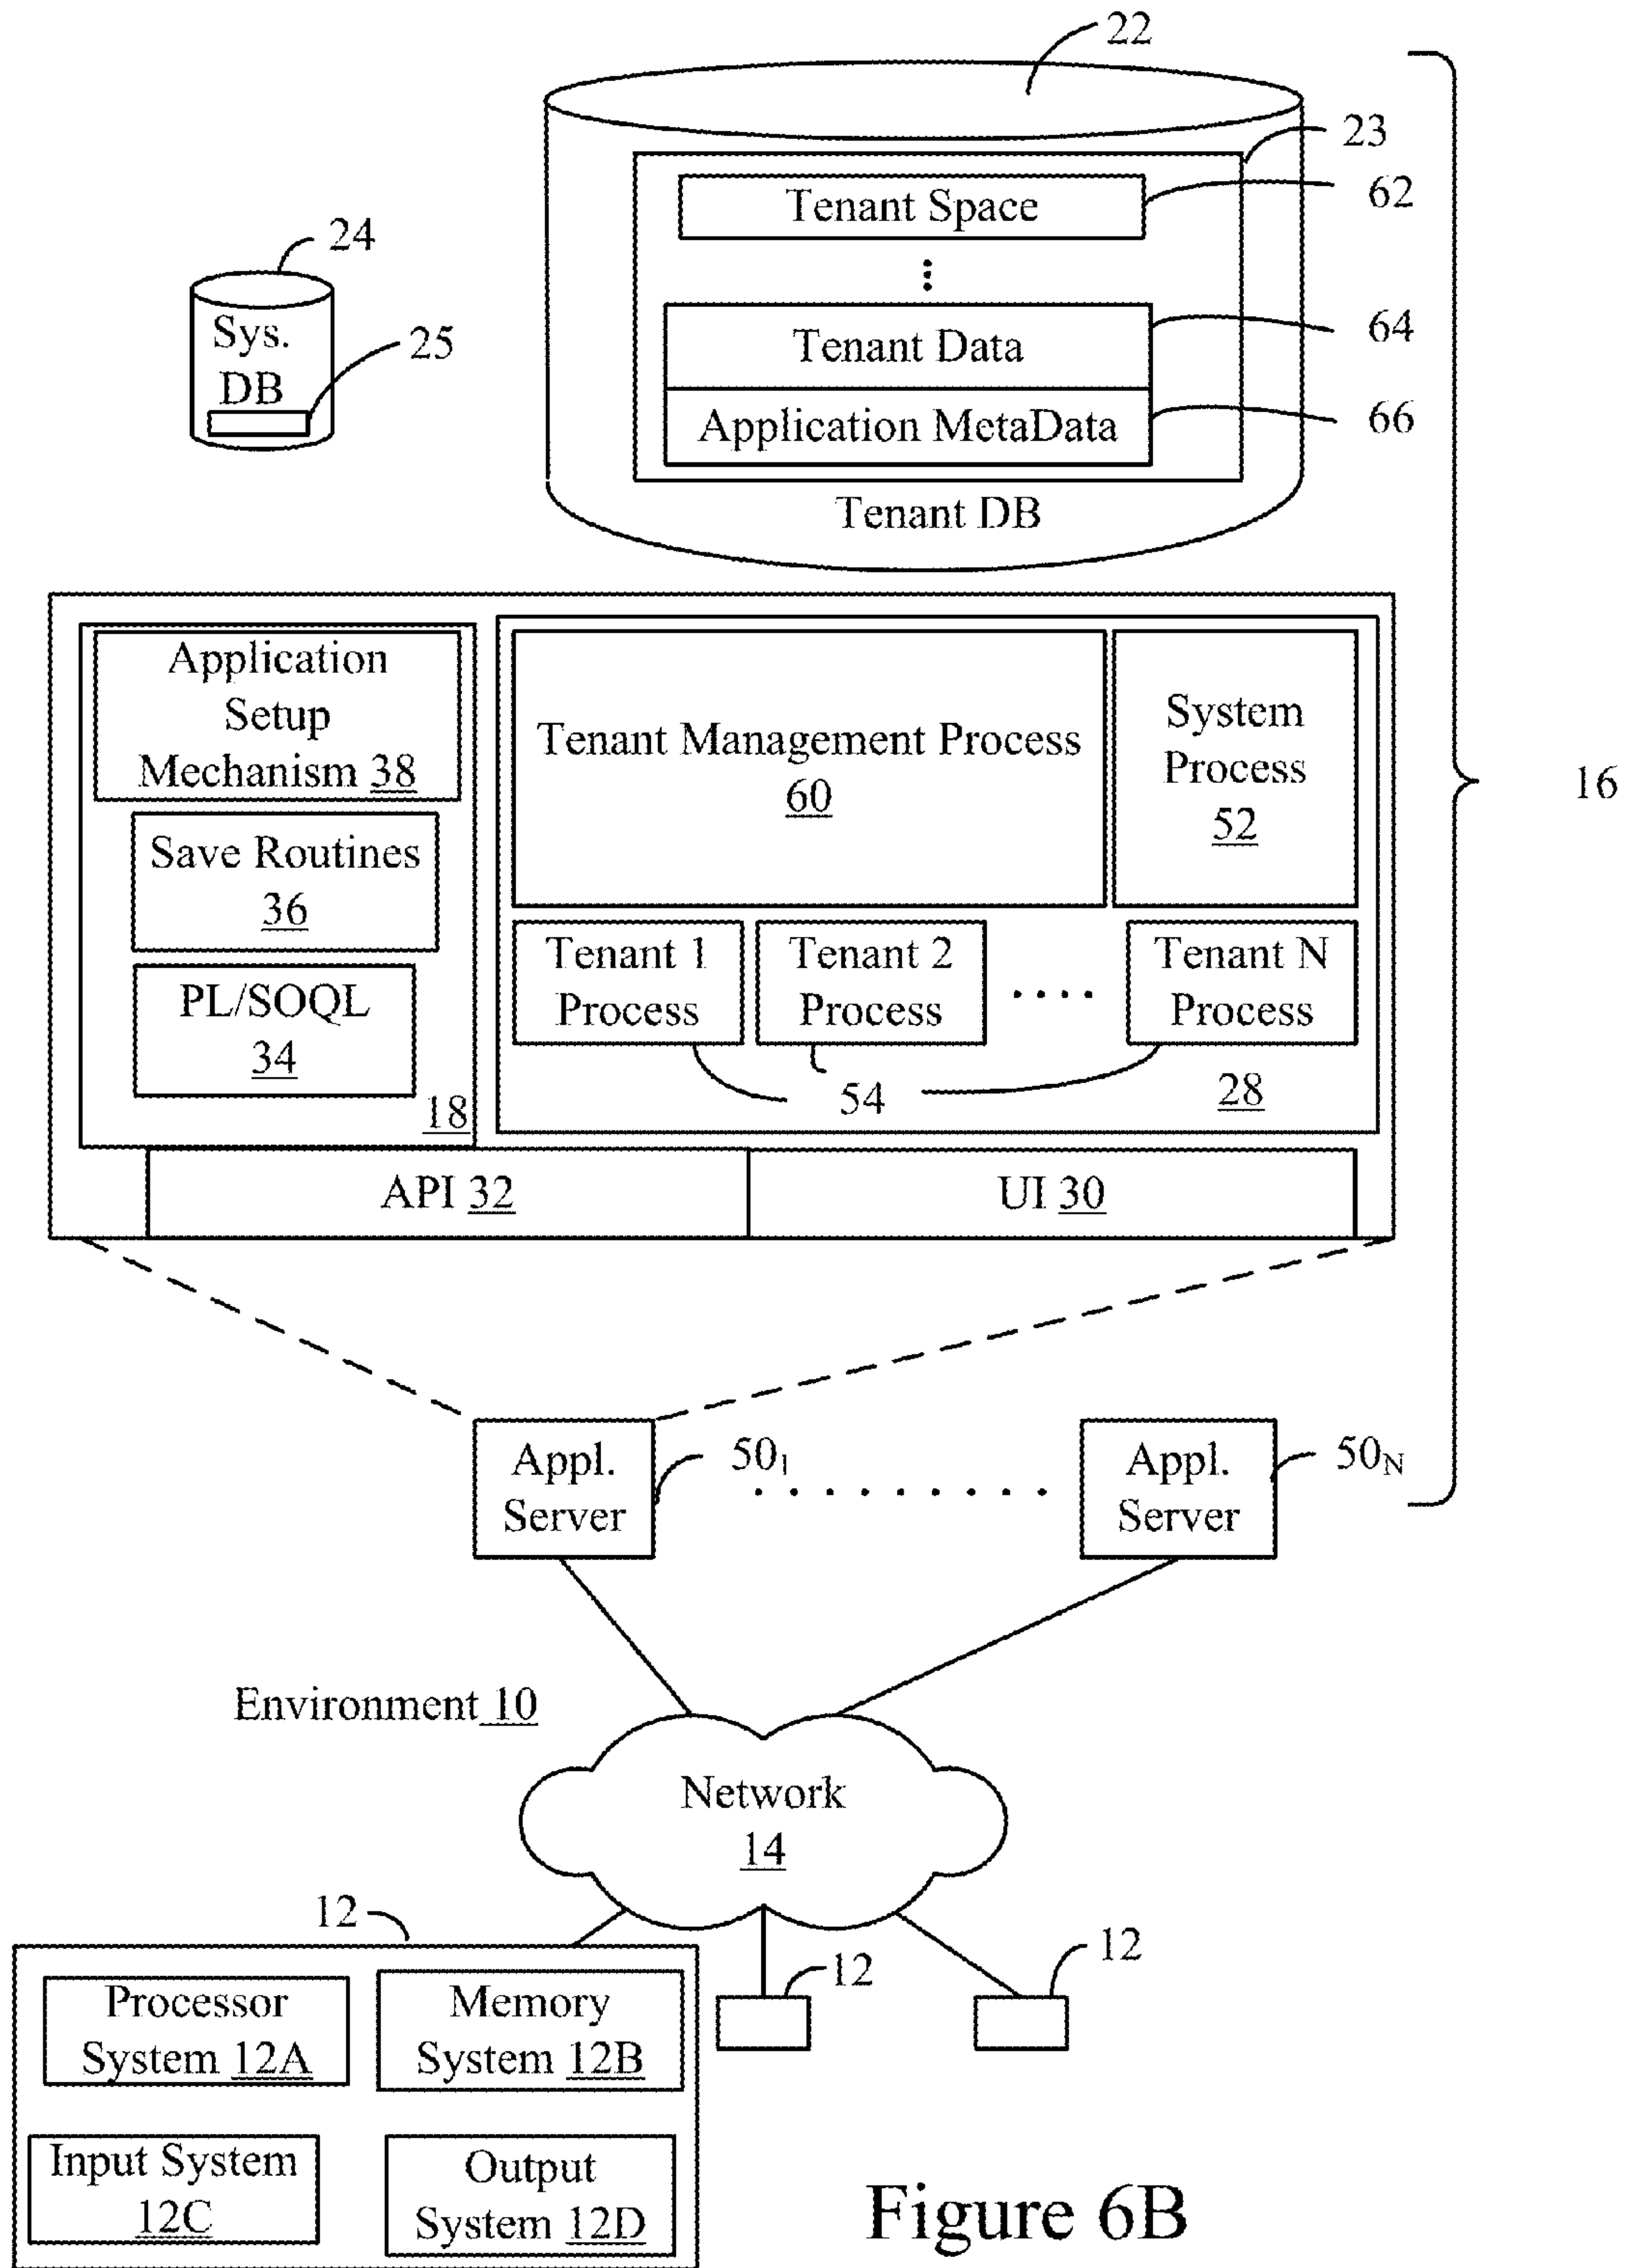 22
23
Tenant Space
62
24
Sys.
DB
25
Tenant Data
64
Application MetaData
66
Tenant DB
16
Application
Setup
Mechanism 38
Tenant Management Process
60
System
Process
52
Save Routines
36
Tenant 1
Process
Tenant 2
Process
....
Tenant N
Process
PL/SOQL
34
18
54
28
API 32
UI 30
Appl.
Server
50₁
Appl.
Server
50N
Environment 10
Network
14
12
12
12
Processor
System 12A
Memory
System 12B
Input System
12C
Output
System 12D
Figure 6B